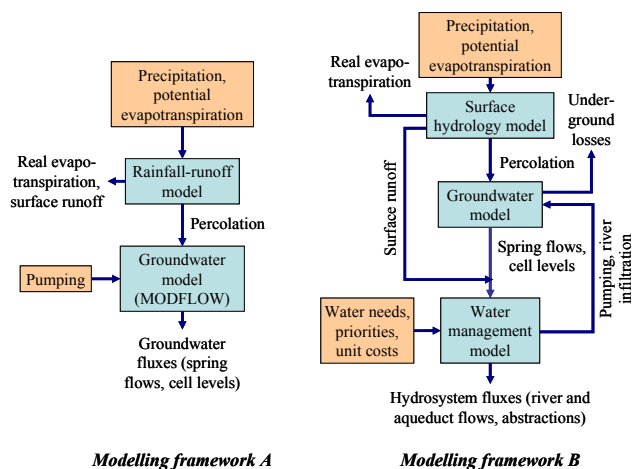 Precipitation,
potential
evapotranspiration
Real evapo-
transpiration,
surface runoff
Rainfall-runoff
model
Percolation
Pumping
Groundwater
model
(MODFLOW)
Groundwater
fluxes (spring
flows, cell levels)
Modelling framework A
Precipitation,
potential
evapotranspiration
Real evapo-
transpiration
Surface
hydrology model
Under-
ground
losses
Percolation
Surface runoff
Groundwater
model
Spring flows,
cell levels
Pumping, river
infiltration
Water needs,
priorities,
unit costs
Water
management
model
Hydrosystem fluxes (river and
aqueduct flows, abstractions)
Modelling framework B